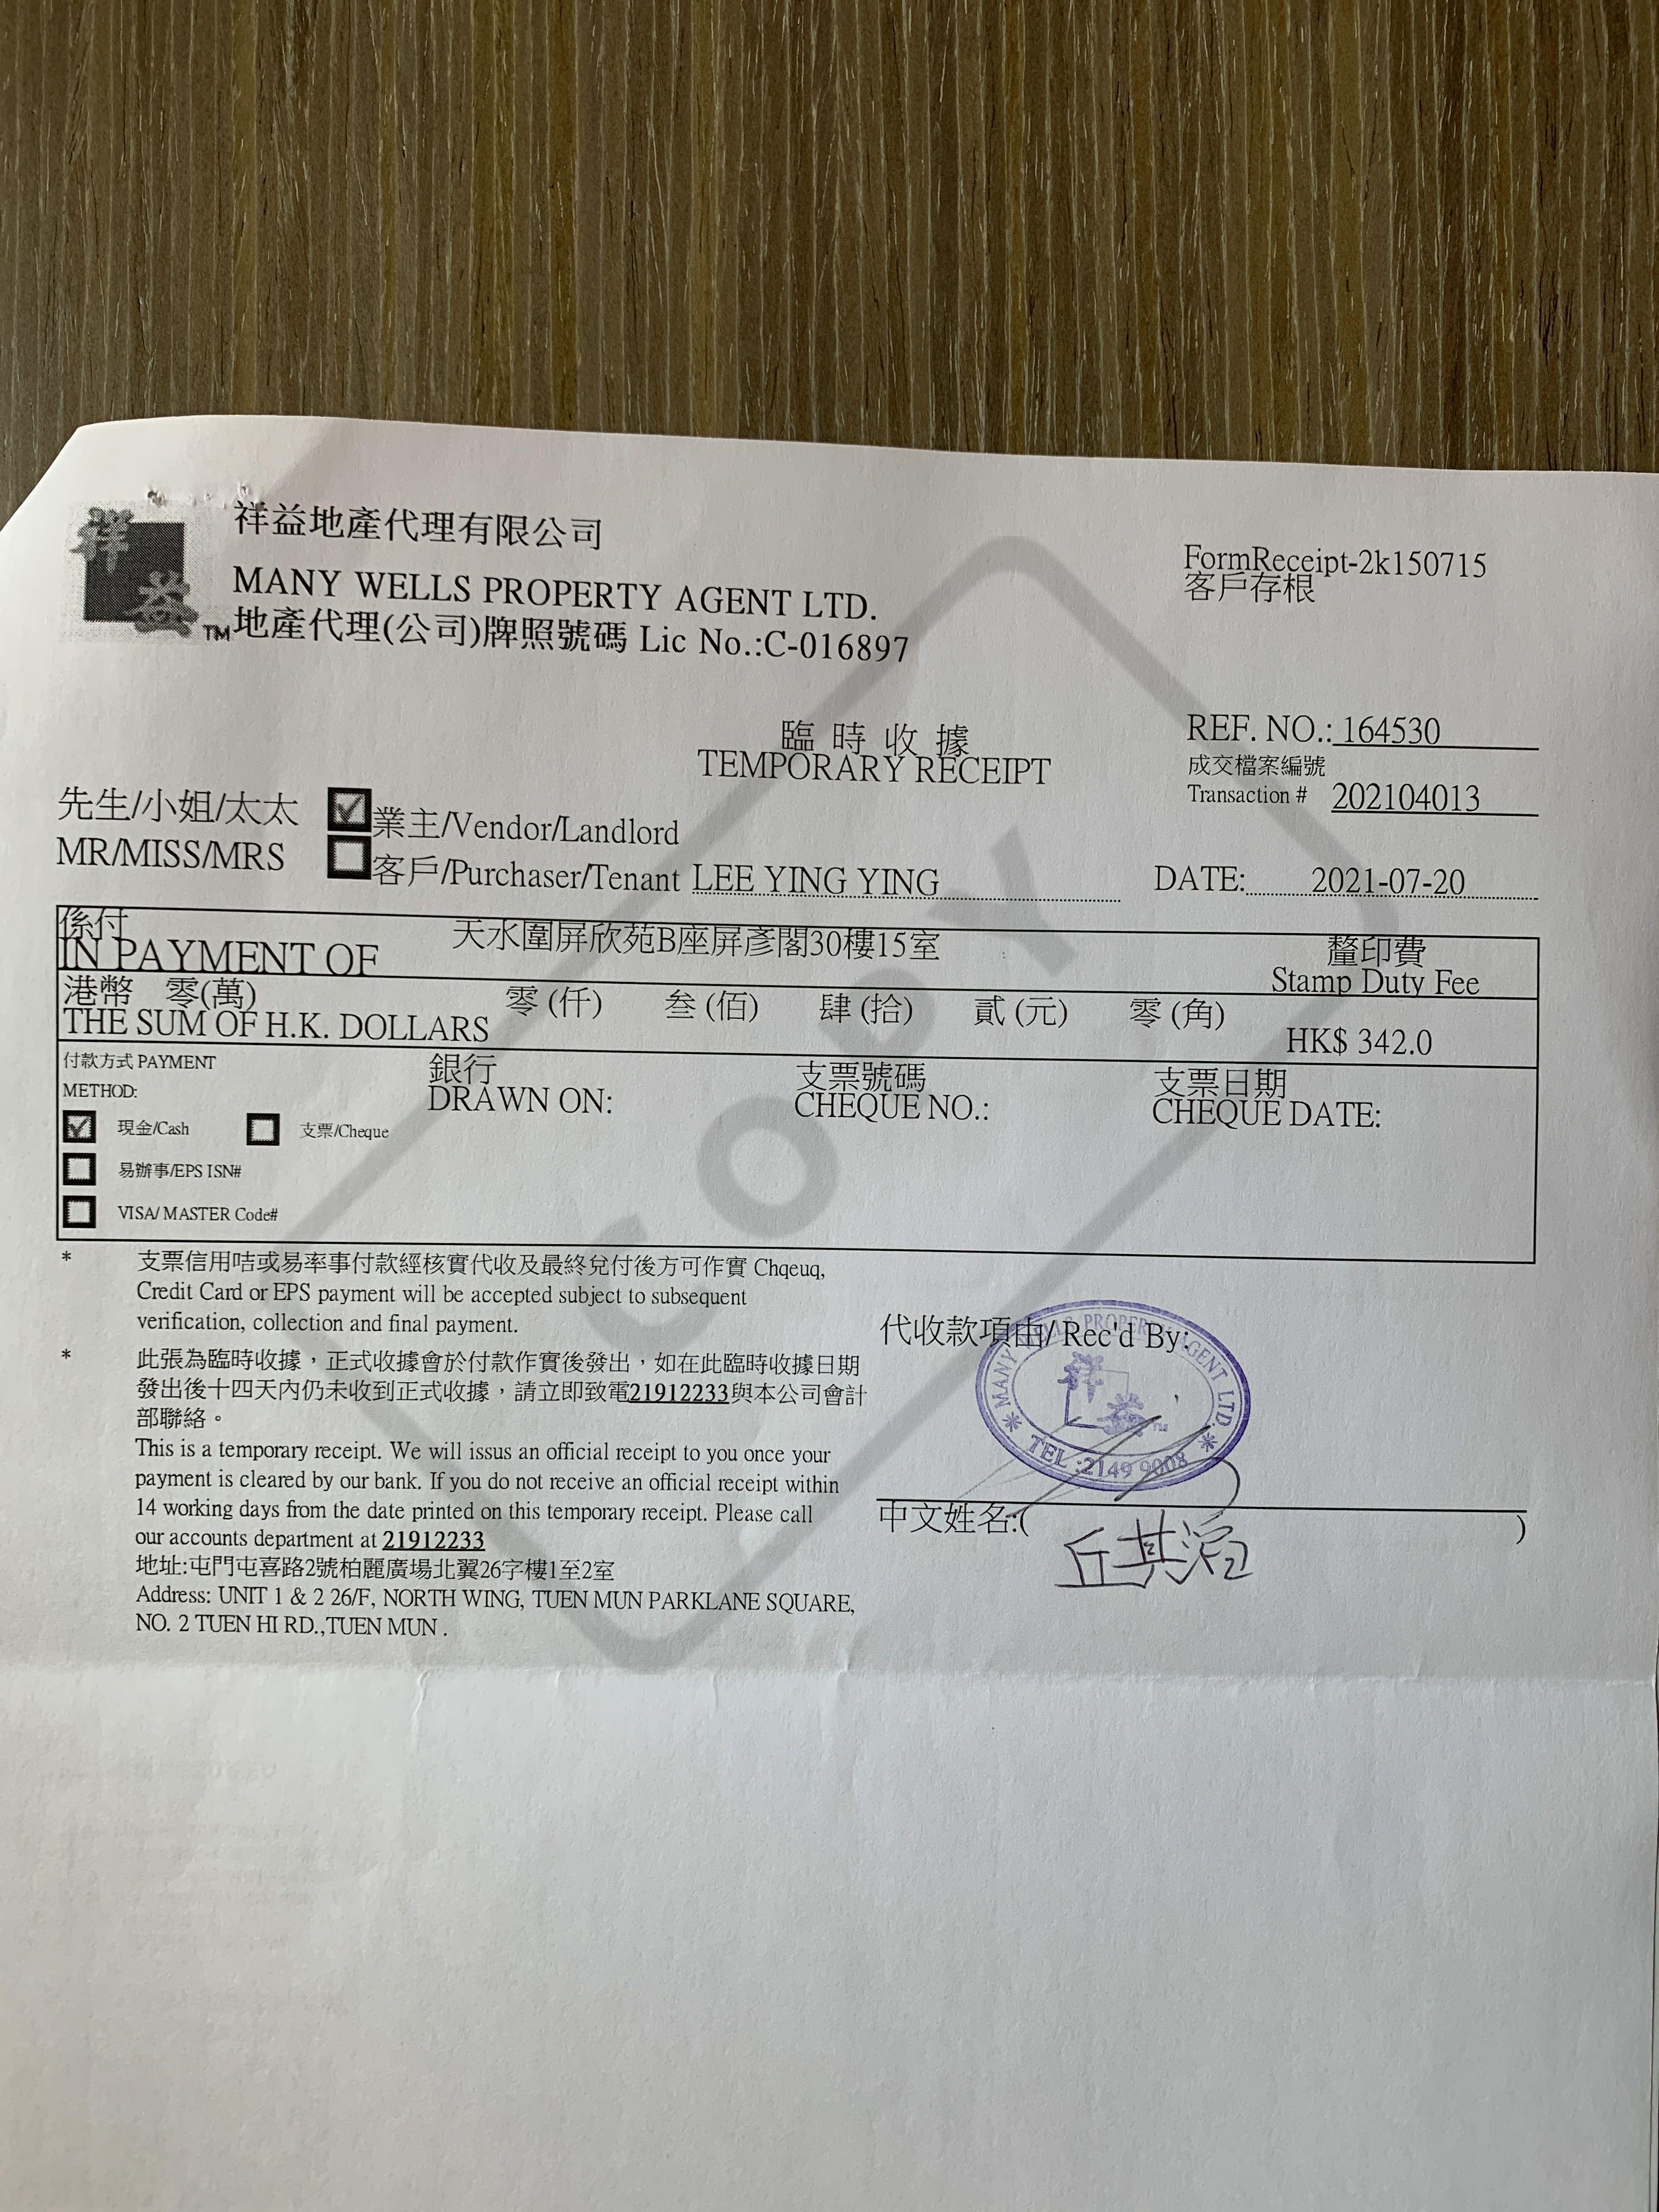 祥益
TM
祥益地產代理有限公司
MANY WELLS PROPERTY AGENT LTD.
地產代理(公司)牌照號碼 Lic No.:C-016897
FormReceipt-2k150715
客戶存根
臨時收據
TEMPORARY RECEIPT
REF. NO.: 164530
成交檔案編號
Transaction # 202104013
先生/小姐/太太
MR/MISS/MRS
業主/Vendor/Landlord
客戶/Purchaser/Tenant LEE YING YING
DATE: 2021-07-20
係付
IN PAYMENT OF
天水圍屏欣苑B座屏彥閣30樓15室
釐印費
Stamp Duty Fee
港幣 零(萬) 零(仟) 叁(佰) 肆(拾) 貳(元) 零(角)
THE SUM OF H.K. DOLLARS
HK$ 342.0
付款方式 PAYMENT
METHOD:
銀行
DRAWN ON:
支票號碼
CHEQUE NO.:
支票日期
CHEQUE DATE:
現金/Cash 支票/Cheque
易辦事/EPS ISN#
VISA/ MASTER Code#
COPY
* 支票信用咭或易率事付款經核實代收及最終兌付後方可作實 Chqeuq,
Credit Card or EPS payment will be accepted subject to subsequent
verification, collection and final payment.
* 此張為臨時收據，正式收據會於付款作實後發出，如在此臨時收據日期
發出後十四天內仍未收到正式收據，請立即致電21912233與本公司會計
部聯絡。
This is a temporary receipt. We will issus an official receipt to you once your
payment is cleared by our bank. If you do not receive an official receipt within
14 working days from the date printed on this temporary receipt. Please call
our accounts department at 21912233
地址:屯門屯喜路2號柏麗廣場北翼26字樓1至2室
Address: UNIT 1 & 2 26/F, NORTH WING, TUEN MUN PARKLANE SQUARE,
NO. 2 TUEN HI RD.,TUEN MUN .
代收款項由/ Rec'd By:
MANY WELLS PROPERTY AGENT LTD.
祥益
TM
TEL :2149 9008
中文姓名:( )
丘其